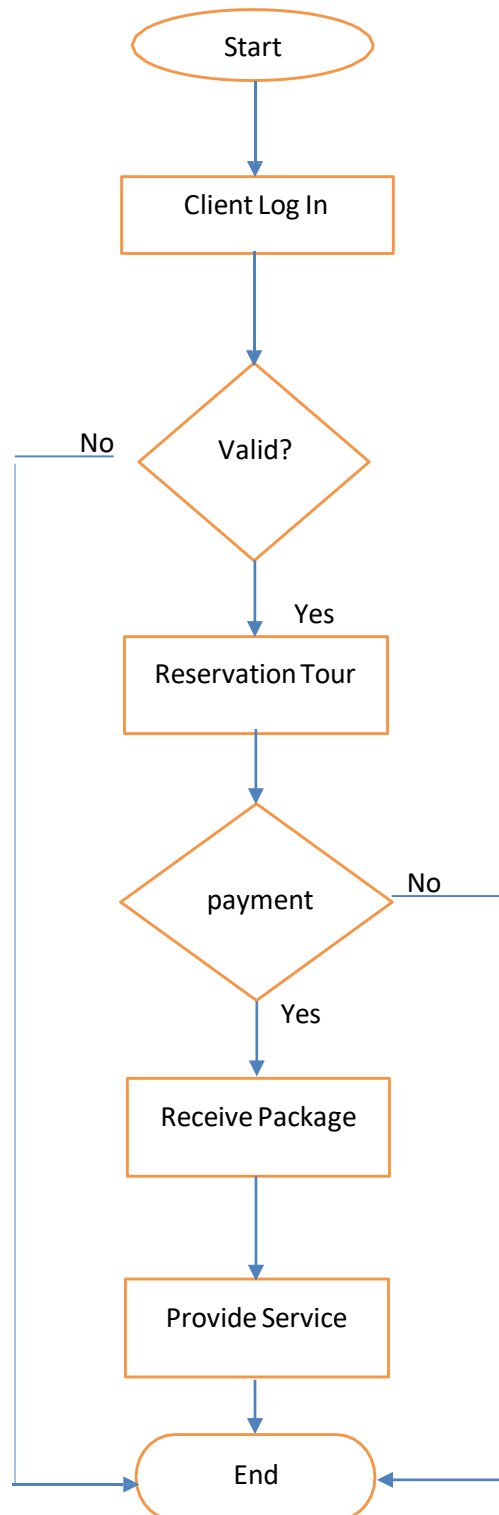 Start
Client Log In
No
Valid?
Yes
Reservation Tour
payment
No
Yes
Receive Package
Provide Service
End